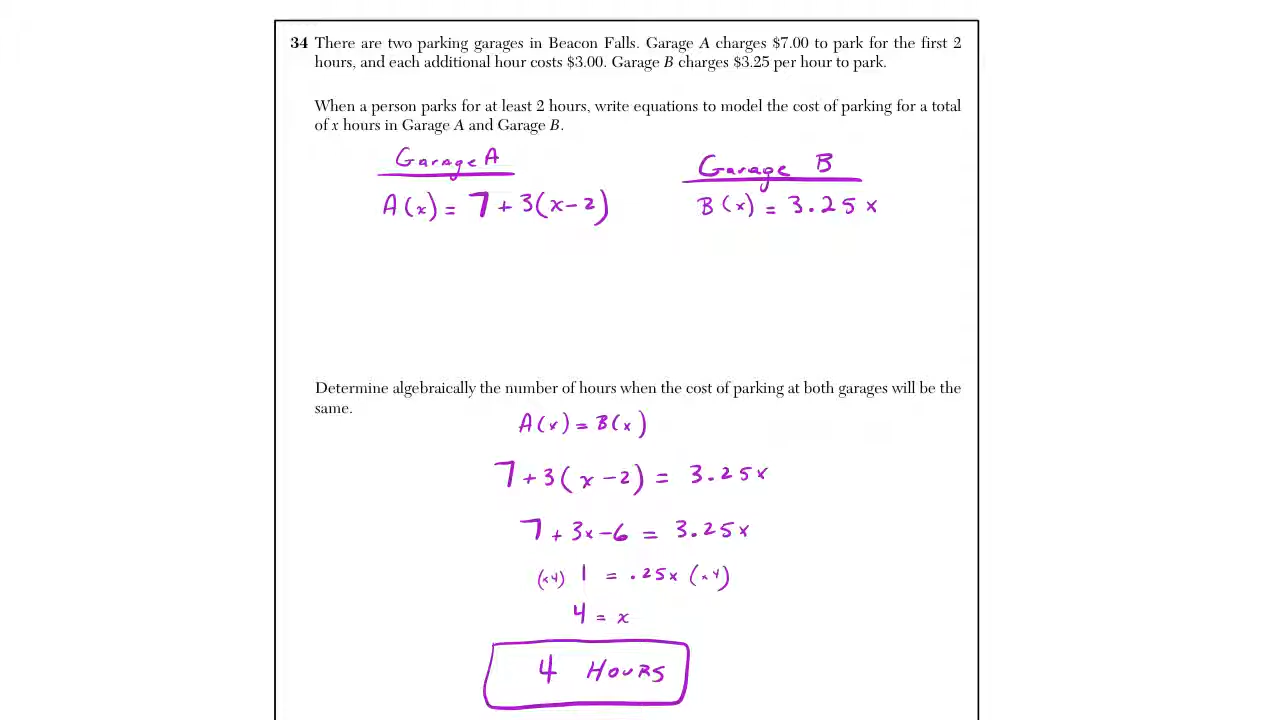 34 There are two parking garages in Beacon Falls. Garage A charges $7.00 to park for the first 2
hours, and each additional hour costs $3.00. Garage B charges $3.25 per hour to park.
When a person parks for at least 2 hours, write equations to model the cost of parking for a total
of x hours in Garage A and Garage B.
Garage A
A(x) = 7 + 3(x-2)
Garage B
B(x) = 3.25x
Determine algebraically the number of hours when the cost of parking at both garages will be the
same.
A(x) = B(x)
7 + 3(x-2) = 3.25x
7 + 3x - 6 = 3.25x
(x4) 1 = .25x (x4)
4 = x
4 HOURS